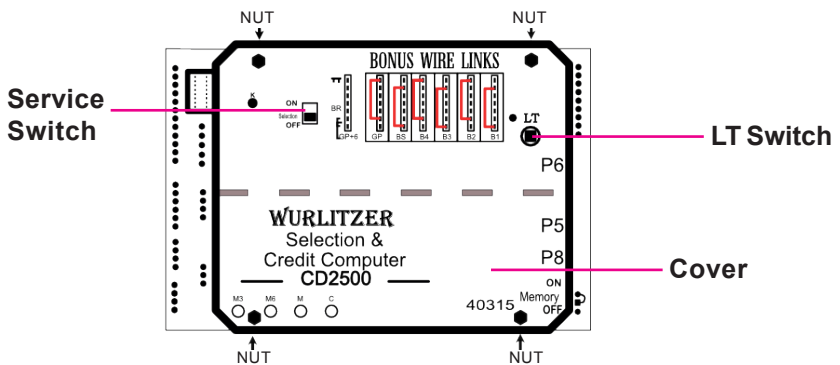 NUT NUT
BONUS WIRE LINKS
Service
Switch
K
ON
Selection
OFF
BR
GP+6 GP BS B4 B3 B2 B1
LT
LT Switch
P6
WURLITZER
Selection &
Credit Computer
CD2500
P5
P8
Cover
ON
Memory
OFF
40315
M3 M6 M C
NUT NUT